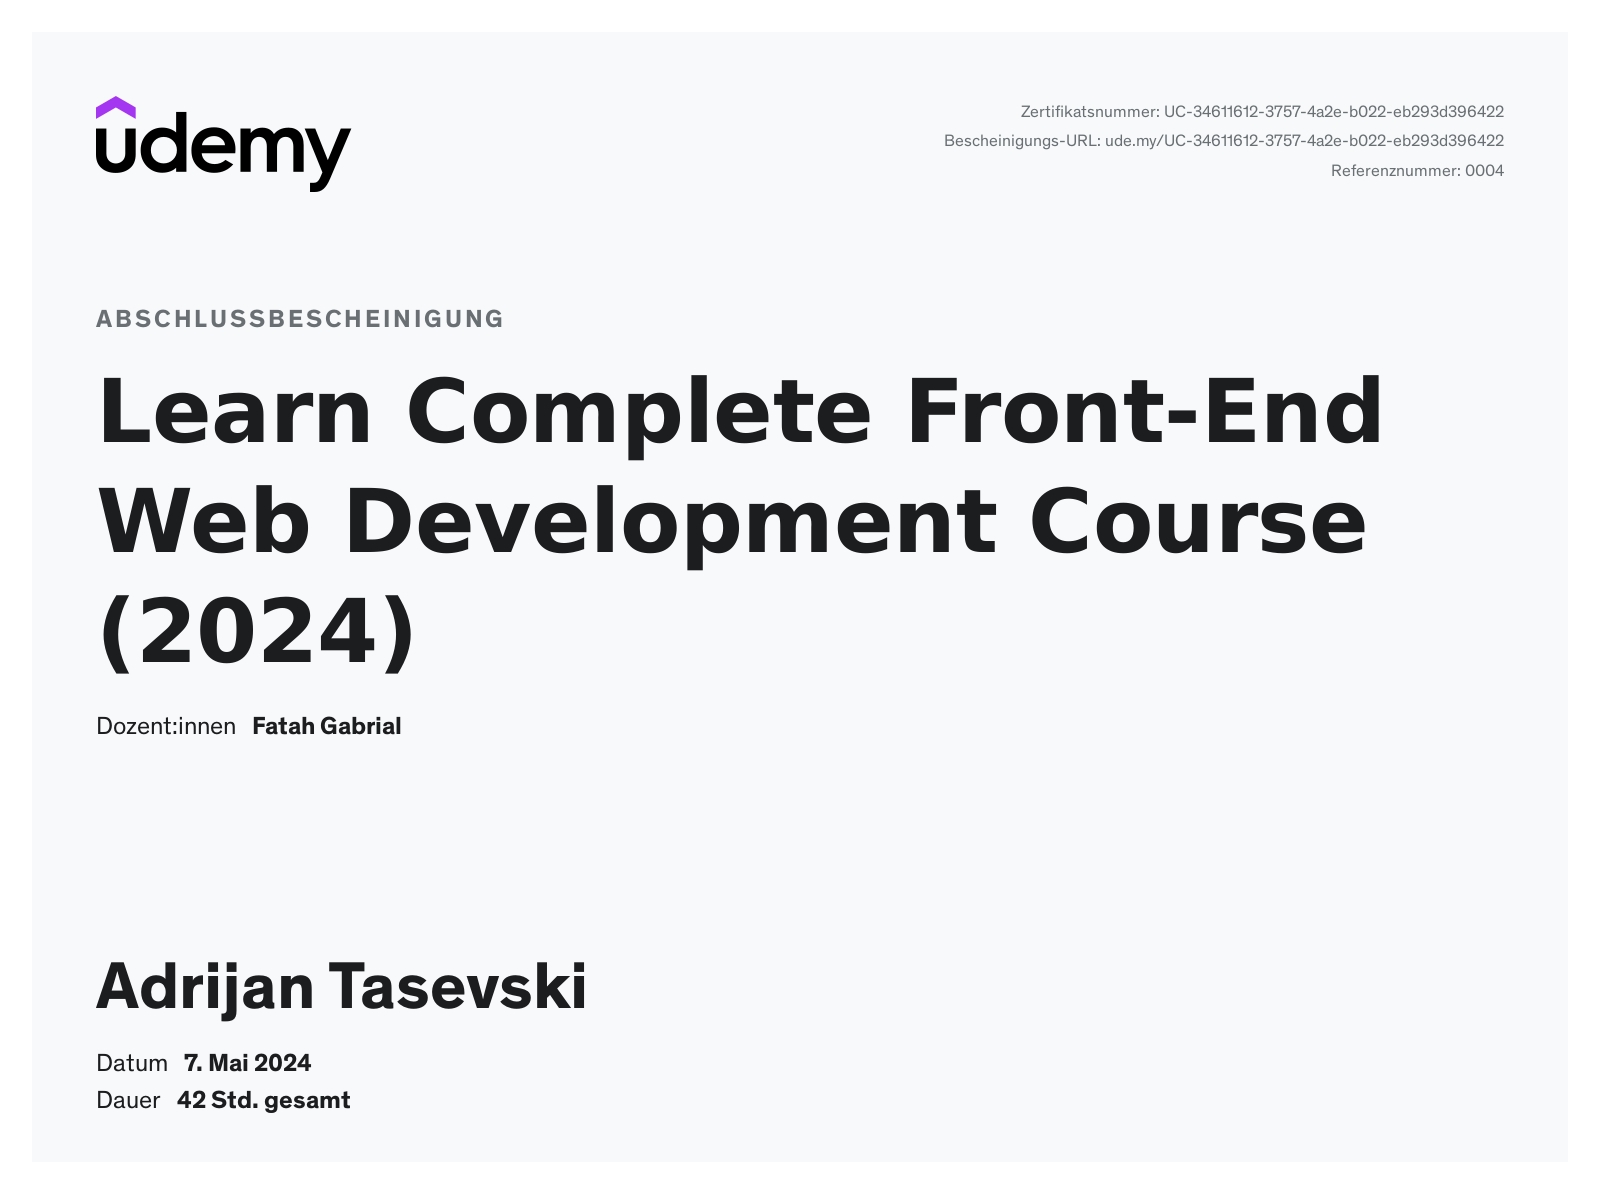 udemy
Zertifikatsnummer: UC-34611612-3757-4a2e-b022-eb293d396422
Bescheinigungs-URL: ude.my/UC-34611612-3757-4a2e-b022-eb293d396422
Referenznummer: 0004
ABSCHLUSSBESCHEINIGUNG
Learn Complete Front-End
Web Development Course
(2024)
Dozent:innen Fatah Gabrial
Adrijan Tasevski
Datum 7. Mai 2024
Dauer 42 Std. gesamt